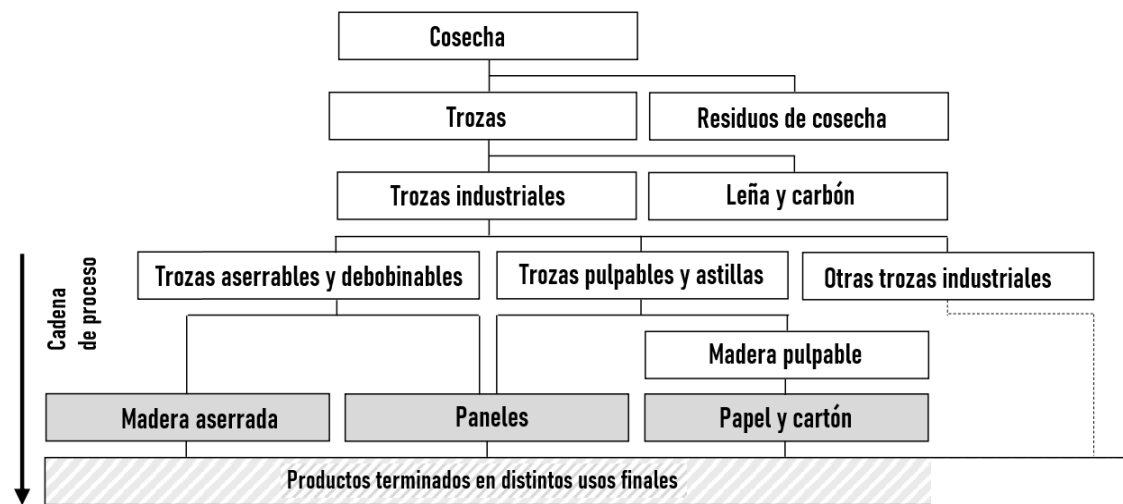 Cosecha
Trozas
Residuos de cosecha
Trozas industriales
Leña y carbón
Cadena
de proceso
Trozas aserrables y debobinables
Trozas pulpables y astillas
Otras trozas industriales
Madera pulpable
Madera aserrada
Paneles
Papel y cartón
Productos terminados en distintos usos finales